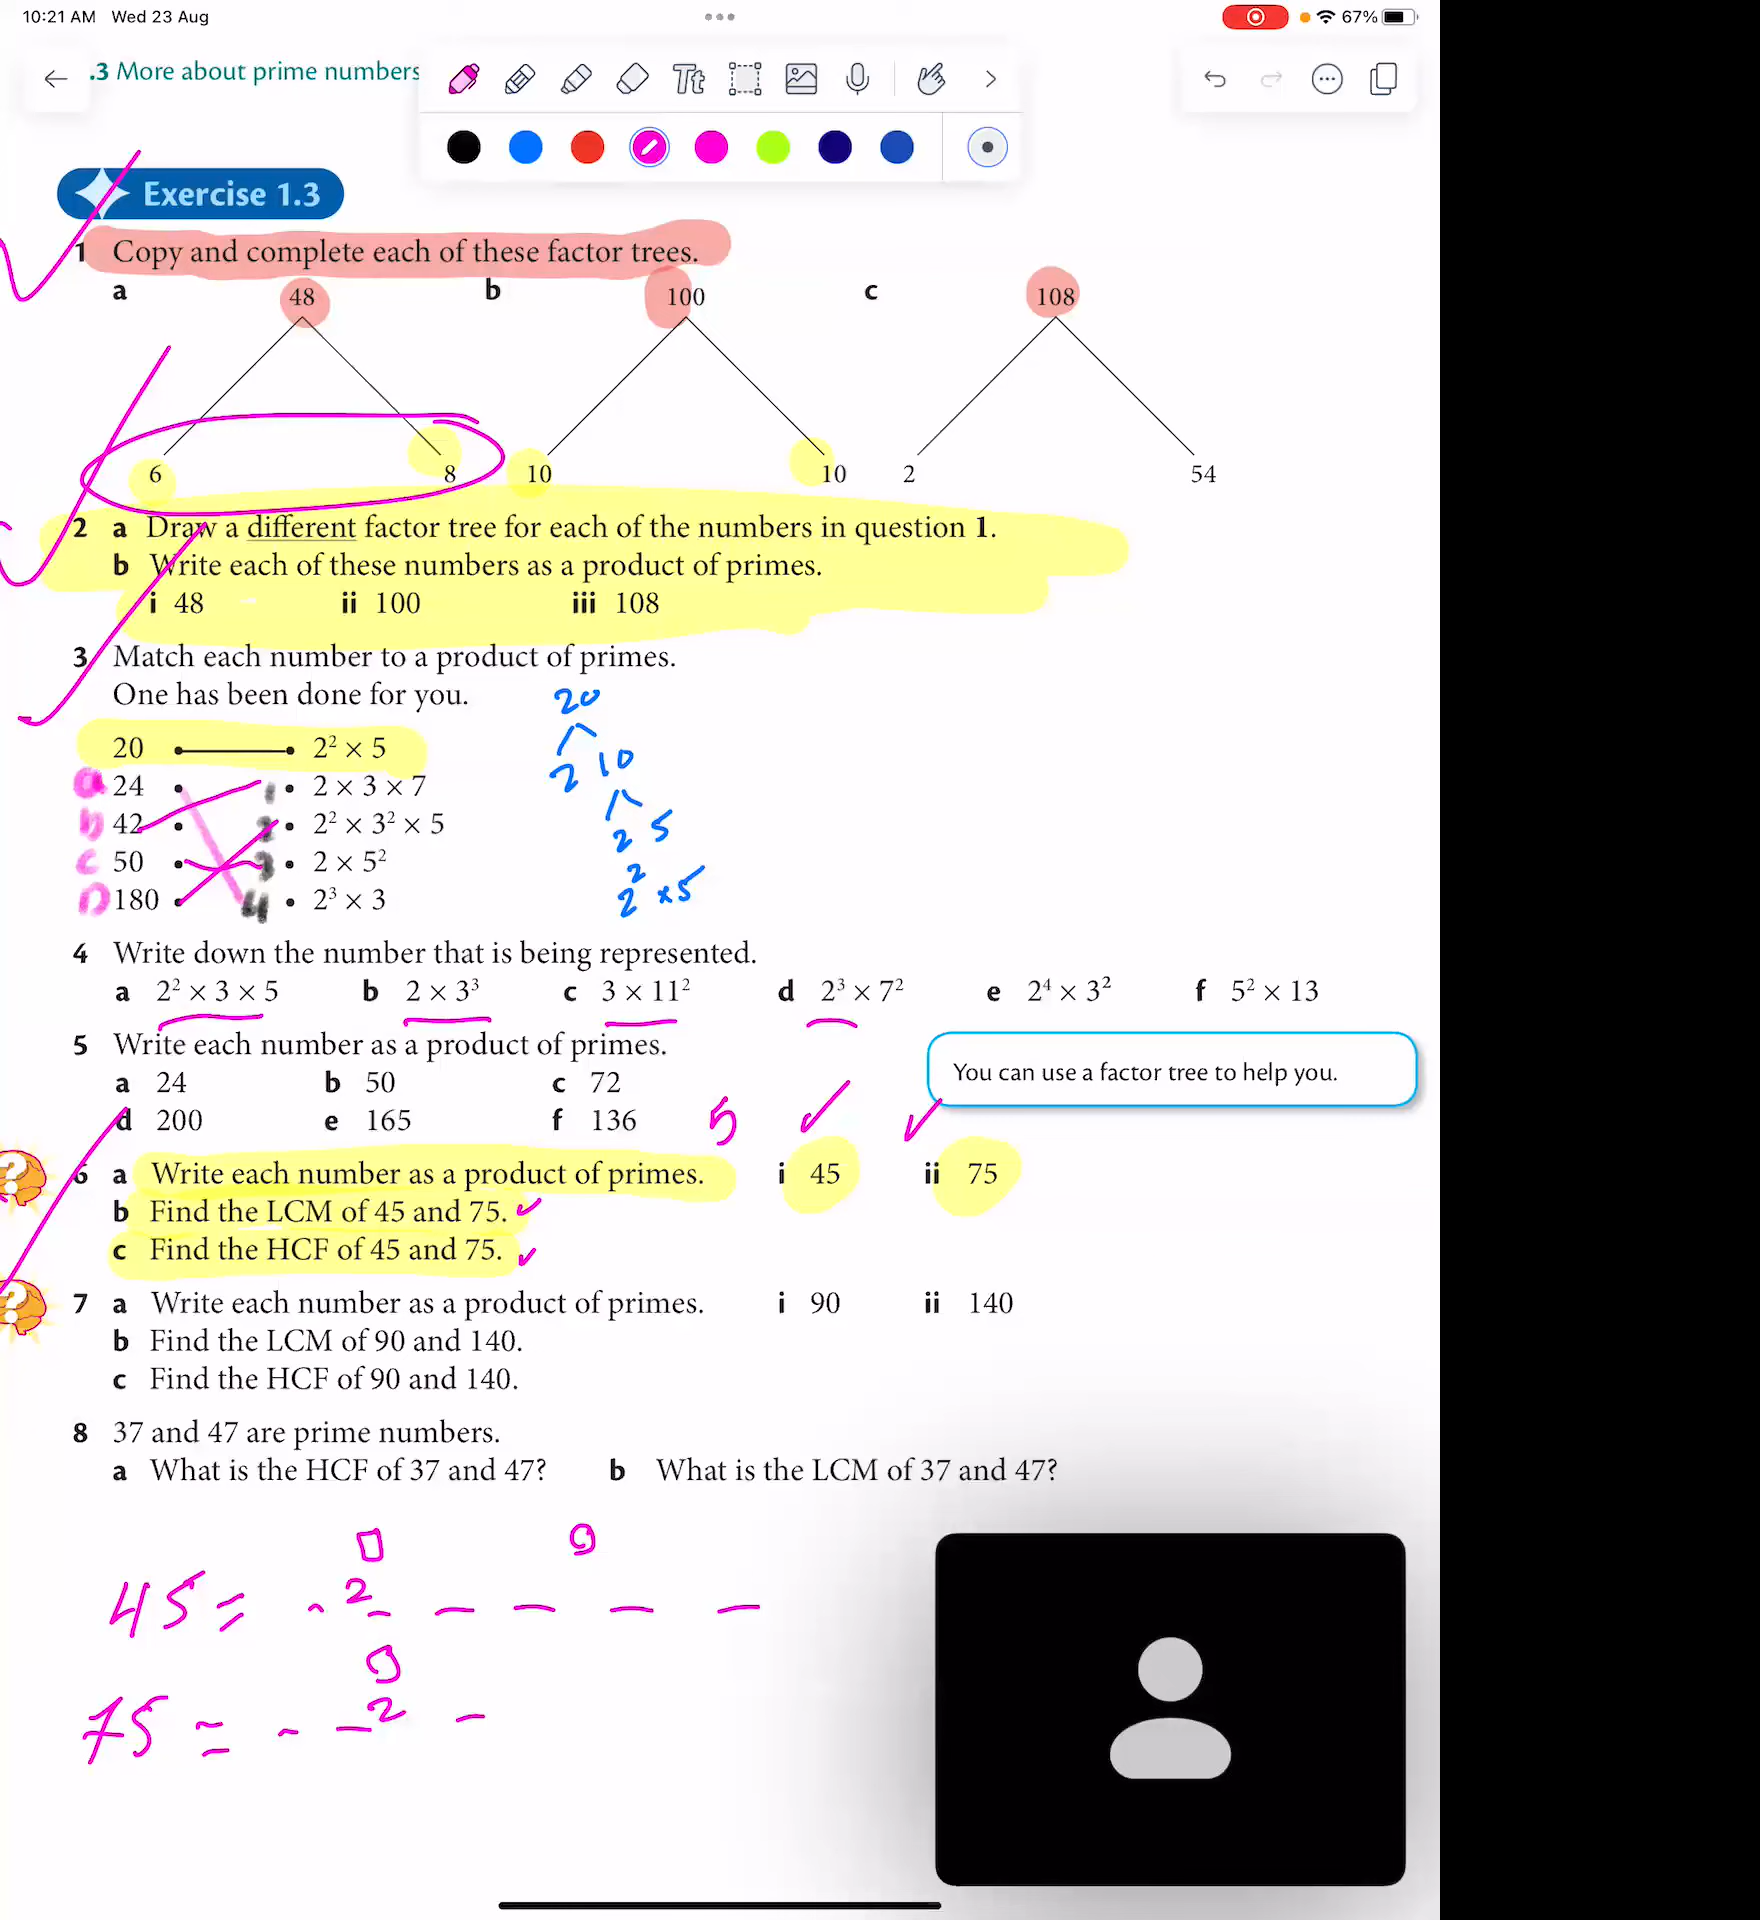 10:21 AM Wed 23 Aug
67%
.3 More about prime numbers
Tt
Exercise 1.3
1 Copy and complete each of these factor trees.
a 48 b 100 c 108
6 8 10 10 2 54
2 a Draw a different factor tree for each of the numbers in question 1.
b Write each of these numbers as a product of primes.
i 48 ii 100 iii 108
3 Match each number to a product of primes.
One has been done for you.
20
2 10
2 5
2² × 5
20 2² × 5
a 24 1 2 × 3 × 7
b 42 2 2² × 3² × 5
c 50 3 2 × 5²
D 180 4 2³ × 3
4 Write down the number that is being represented.
a 2² × 3 × 5 b 2 × 3³ c 3 × 11² d 2³ × 7² e 2⁴ × 3² f 5² × 13
5 Write each number as a product of primes.
You can use a factor tree to help you.
a 24 b 50 c 72
d 200 e 165 f 136
5
6 a Write each number as a product of primes. i 45 ii 75
b Find the LCM of 45 and 75.
c Find the HCF of 45 and 75.
7 a Write each number as a product of primes. i 90 ii 140
b Find the LCM of 90 and 140.
c Find the HCF of 90 and 140.
8 37 and 47 are prime numbers.
a What is the HCF of 37 and 47? b What is the LCM of 37 and 47?
45 = 2
75 = 2